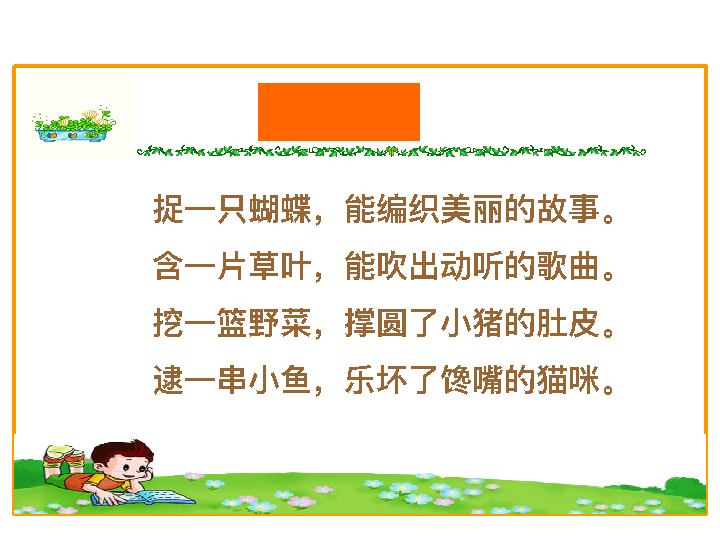 捉一只蝴蝶，能编织美丽的故事。
含一片草叶，能吹出动听的歌曲。
挖一篮野菜，撑圆了小猪的肚皮。
逮一串小鱼，乐坏了馋嘴的猫咪。